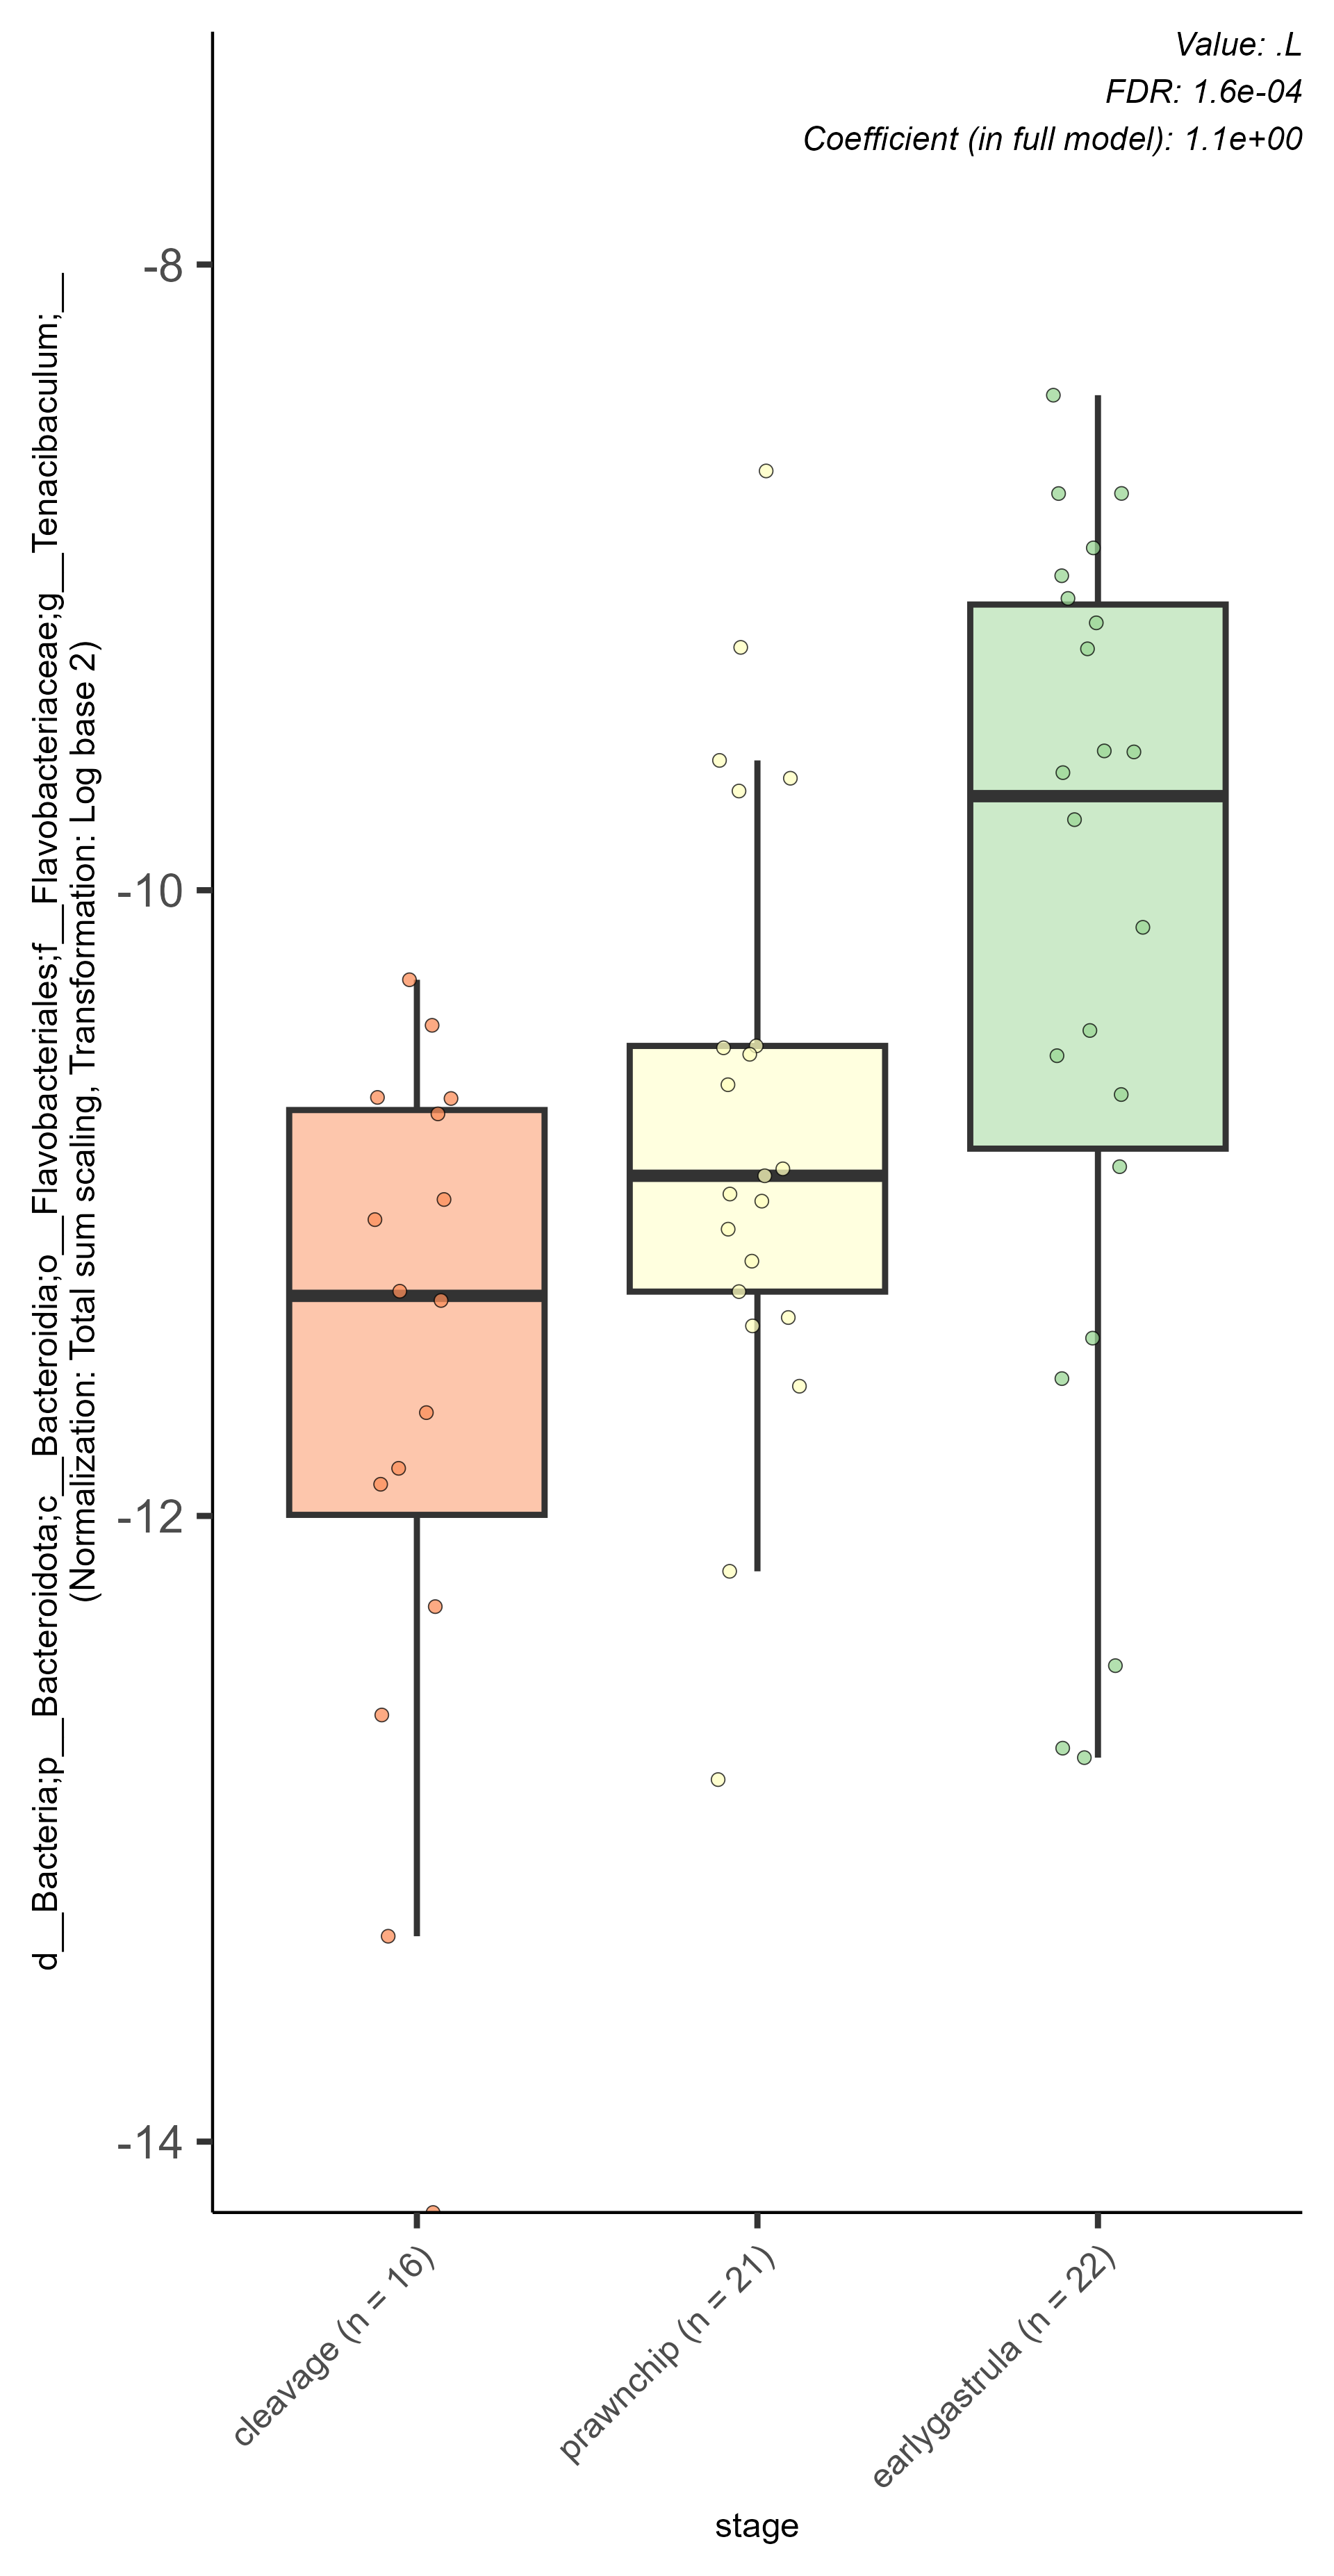 Value: .L
FDR: 1.6e-04
Coefficient (in full model): 1.1e+00
d__Bacteria;p__Bacteroidota;c__Bacteroidia;o__Flavobacteriales;f__Flavobacteriaceae;g__Tenacibaculum;__
(Normalization: Total sum scaling, Transformation: Log base 2)
-8
-10
-12
-14
cleavage (n = 16)
prawnchip (n = 21)
earlygastrula (n = 22)
stage